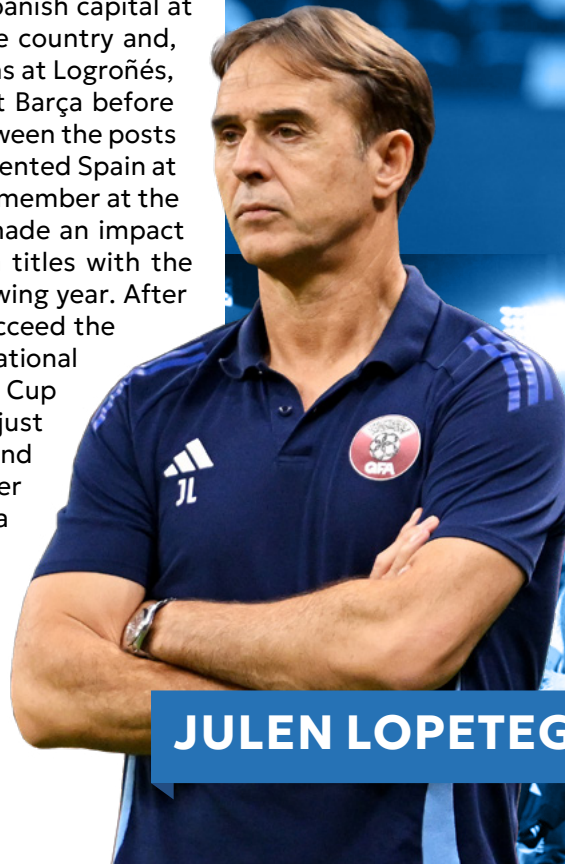 panish capital at
e country and,
ns at Logroñés,
t Barça before
ween the posts
ented Spain at
member at the
nade an impact
titles with the
wing year. After
cceed the
ational
Cup
just
nd
er
a
JL
QFA
JULEN LOPETEG